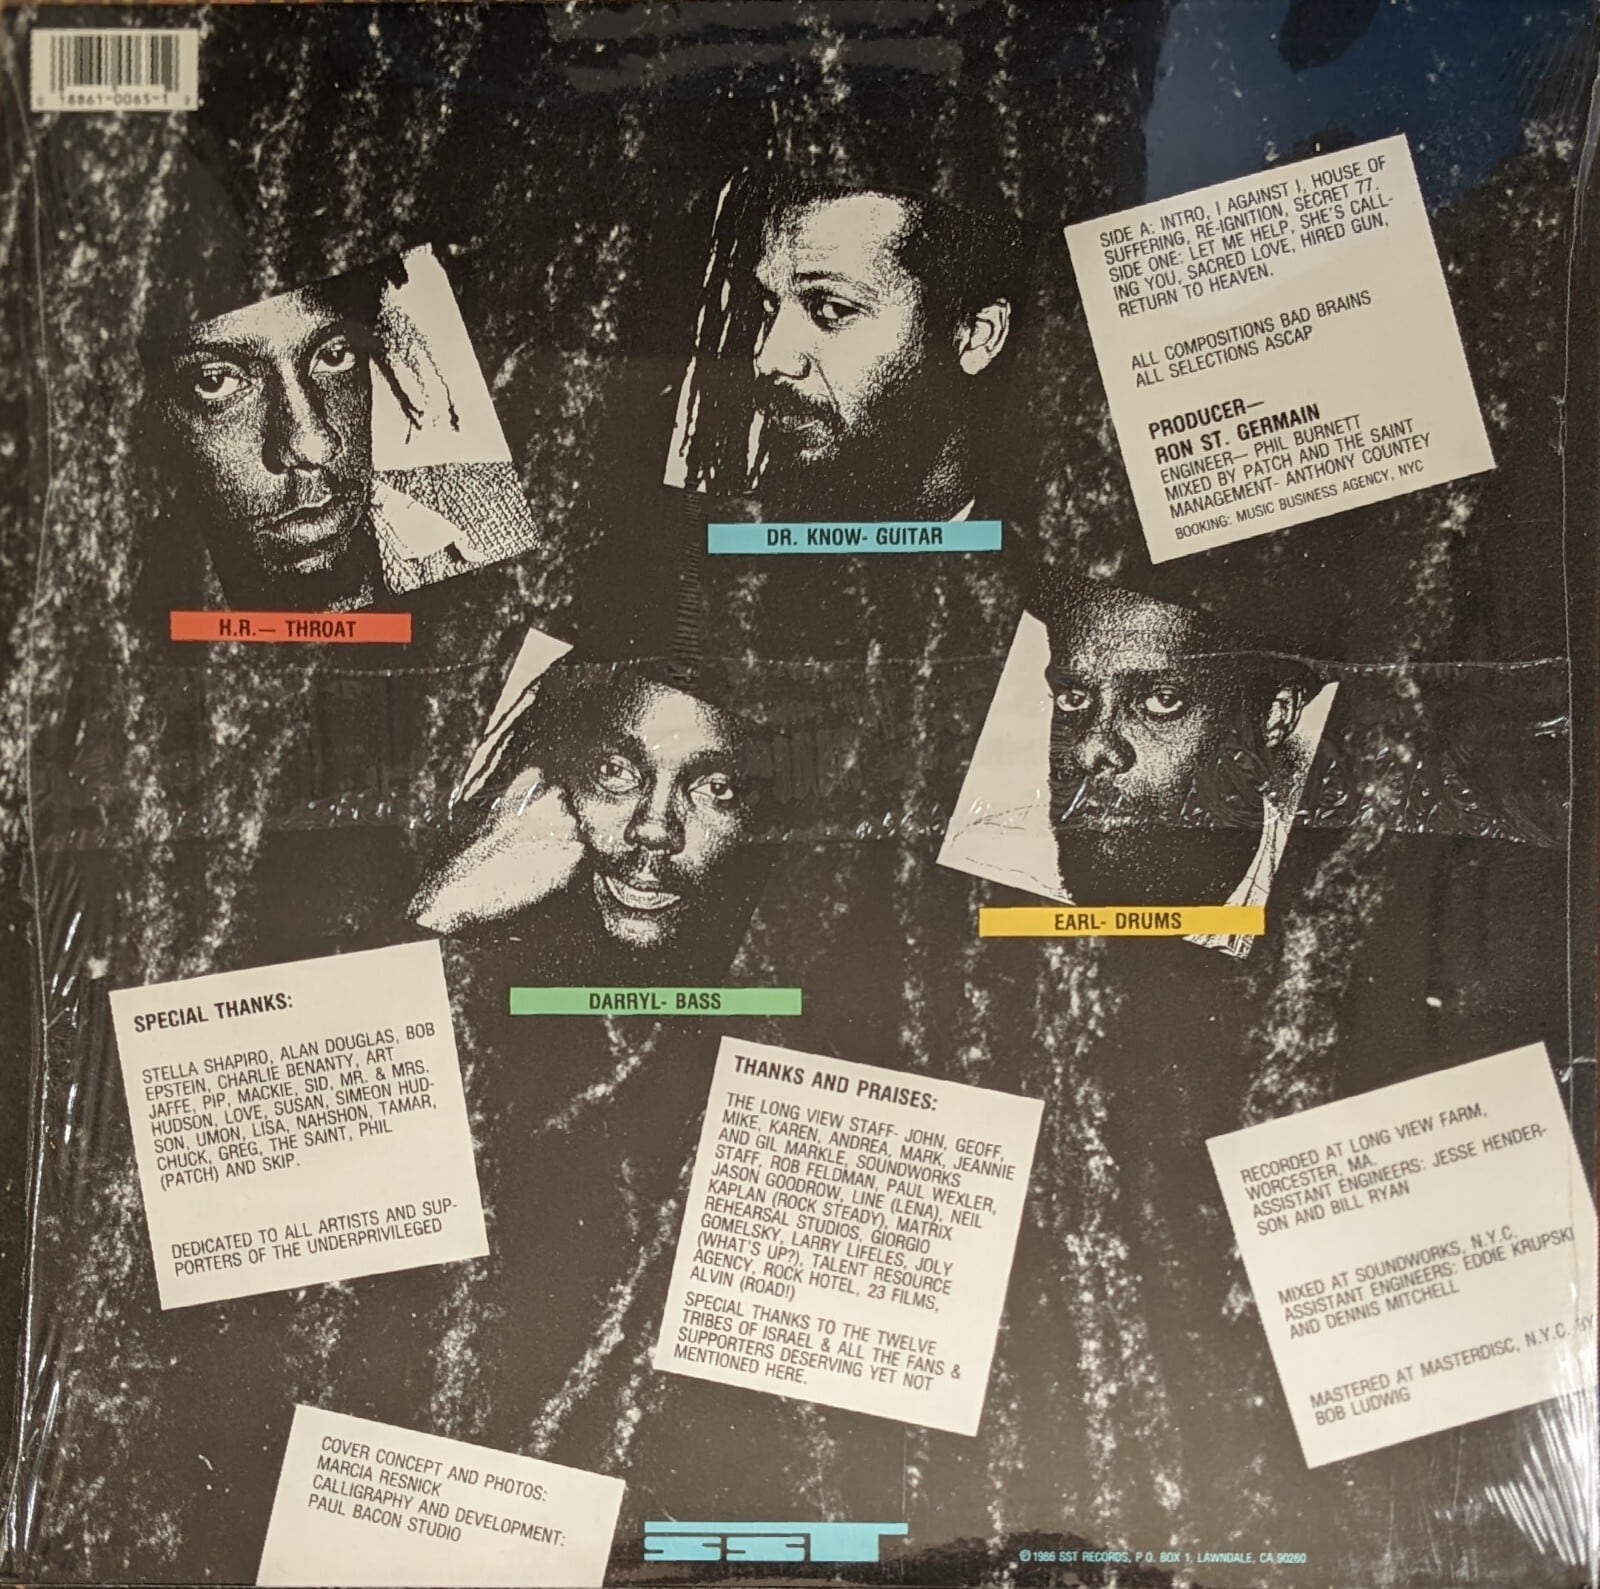 18861-0065-1
SIDE A: INTRO, I AGAINST I, HOUSE OF
SUFFERING, RE-IGNITION, SECRET 77.
SIDE ONE: LET ME HELP, SHE'S CALL-
ING YOU, SACRED LOVE, HIRED GUN,
RETURN TO HEAVEN.
ALL COMPOSITIONS BAD BRAINS
ALL SELECTIONS ASCAP
PRODUCER—
RON ST. GERMAIN
ENGINEER— PHIL BURNETT
MIXED BY PATCH AND THE SAINT
MANAGEMENT- ANTHONY COUNTEY
BOOKING: MUSIC BUSINESS AGENCY, NYC
DR. KNOW- GUITAR
H.R.— THROAT
EARL- DRUMS
DARRYL- BASS
SPECIAL THANKS:
STELLA SHAPIRO, ALAN DOUGLAS, BOB
EPSTEIN, CHARLIE BENANTY, ART
JAFFE, PIP, MACKIE, SID, MR. & MRS.
HUDSON, LOVE, SUSAN, SIMEON HUD-
SON, UMON, LISA, NAHSHON, TAMAR,
CHUCK, GREG, THE SAINT, PHIL
(PATCH) AND SKIP.
DEDICATED TO ALL ARTISTS AND SUP-
PORTERS OF THE UNDERPRIVILEGED
THANKS AND PRAISES:
THE LONG VIEW STAFF- JOHN, GEOFF,
MIKE, KAREN, ANDREA, MARK, JEANNIE
AND GIL MARKLE, SOUNDWORKS
STAFF, ROB FELDMAN, PAUL WEXLER,
JASON GOODROW, LINE (LENA), NEIL
KAPLAN (ROCK STEADY), MATRIX
REHEARSAL STUDIOS, GIORGIO
GOMELSKY, LARRY LIFELES, JOLY
(WHAT'S UP?), TALENT RESOURCE
AGENCY, ROCK HOTEL, 23 FILMS,
ALVIN (ROAD!)
SPECIAL THANKS TO THE TWELVE
TRIBES OF ISRAEL & ALL THE FANS &
SUPPORTERS DESERVING YET NOT
MENTIONED HERE.
RECORDED AT LONG VIEW FARM,
WORCESTER, MA.
ASSISTANT ENGINEERS: JESSE HENDER-
SON AND BILL RYAN
MIXED AT SOUNDWORKS, N.Y.C.
ASSISTANT ENGINEERS: EDDIE KRUPSKI
AND DENNIS MITCHELL
MASTERED AT MASTERDISC, N.Y.C. BY
BOB LUDWIG
COVER CONCEPT AND PHOTOS:
MARCIA RESNICK
CALLIGRAPHY AND DEVELOPMENT:
PAUL BACON STUDIO
SST
℗1986 SST RECORDS, P.O. BOX 1, LAWNDALE, CA 90260